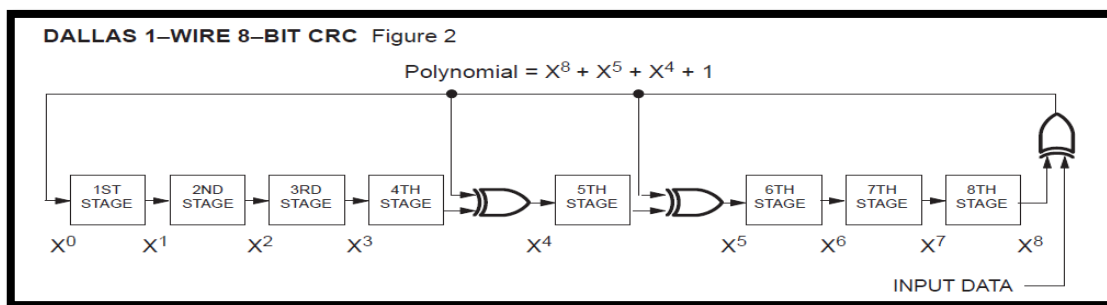 DALLAS 1–WIRE 8–BIT CRC Figure 2
Polynomial = X⁸ + X⁵ + X⁴ + 1
1ST STAGE
2ND STAGE
3RD STAGE
4TH STAGE
5TH STAGE
6TH STAGE
7TH STAGE
8TH STAGE
X⁰ X¹ X² X³ X⁴ X⁵ X⁶ X⁷ X⁸
INPUT DATA